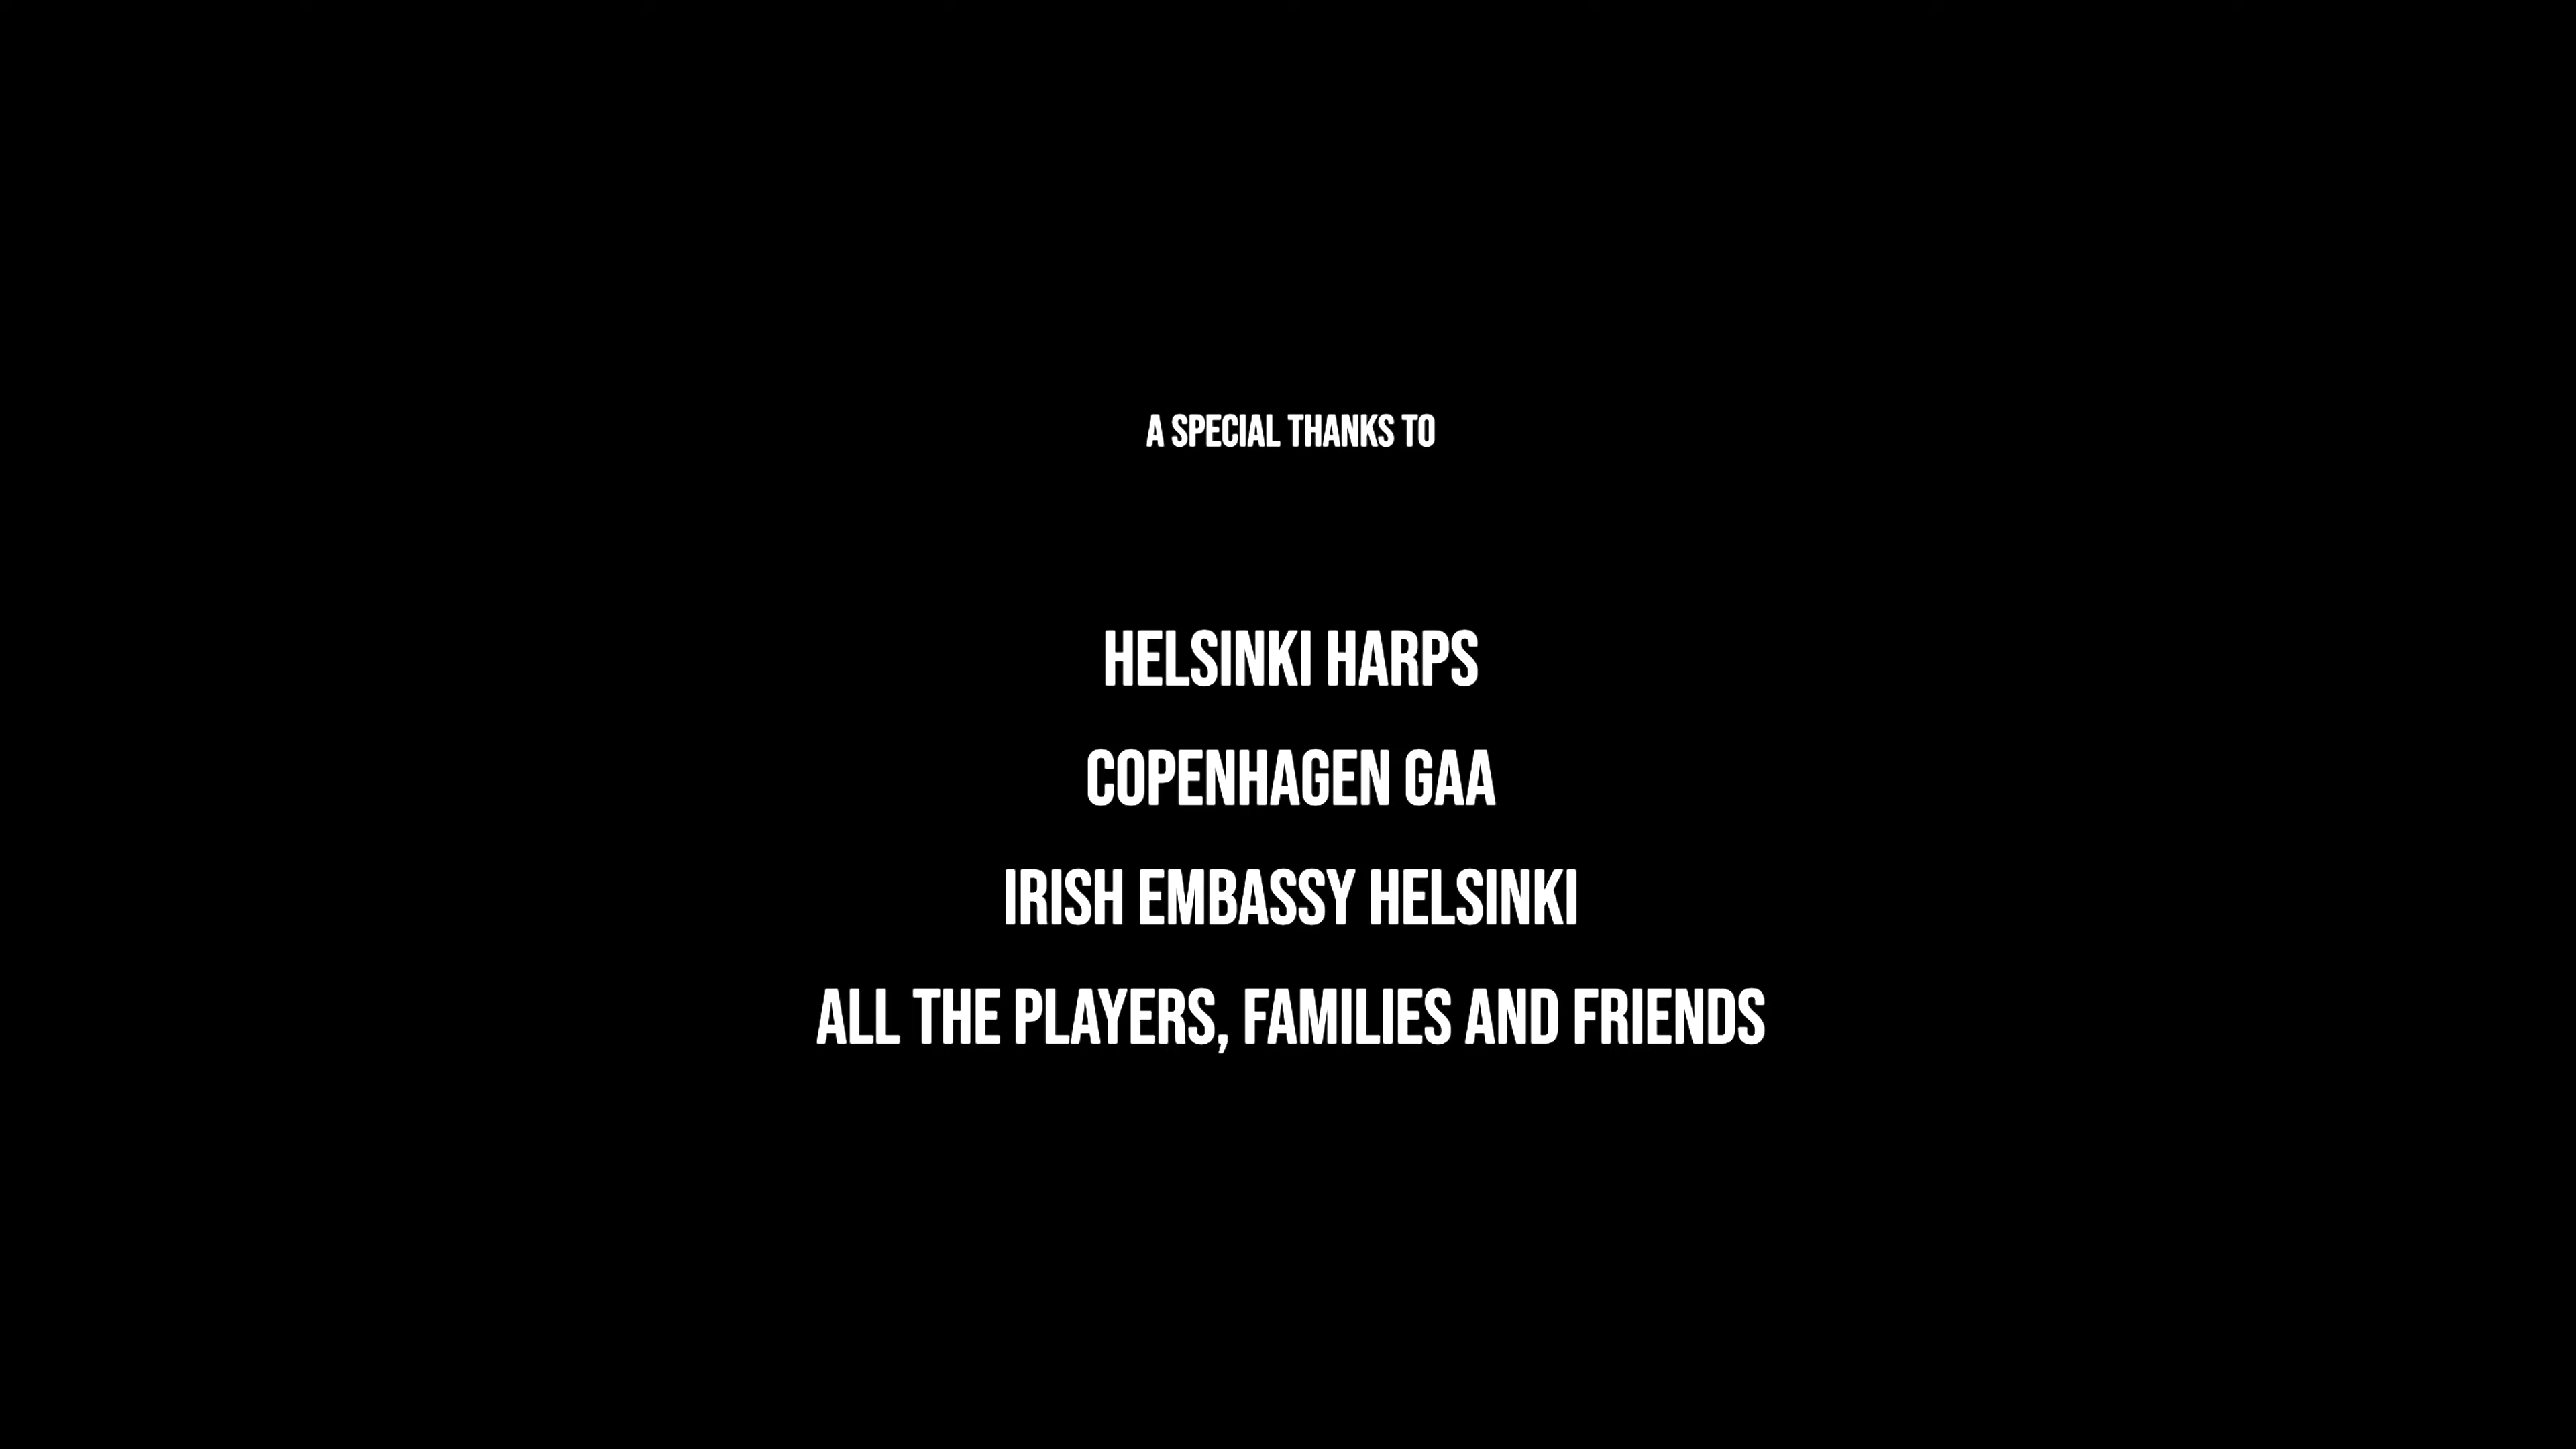 A SPECIAL THANKS TO
HELSINKI HARPS
COPENHAGEN GAA
IRISH EMBASSY HELSINKI
ALL THE PLAYERS, FAMILIES AND FRIENDS